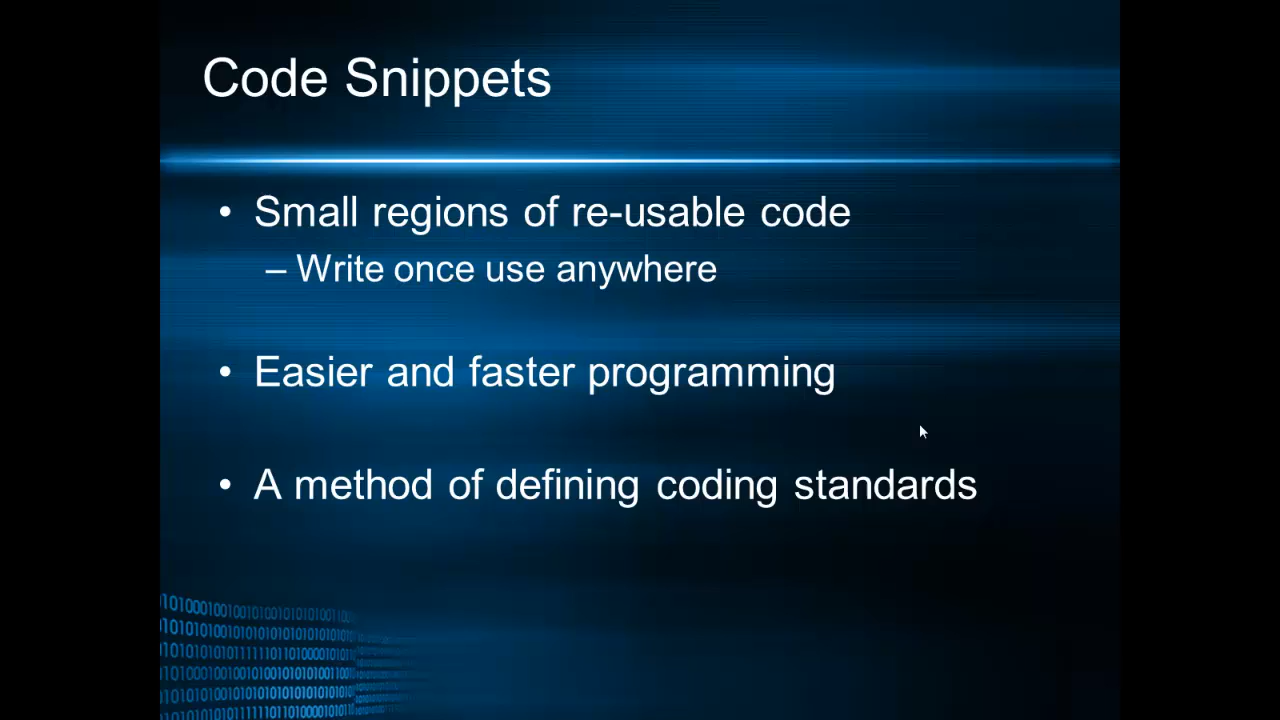 Code Snippets
• Small regions of re-usable code
– Write once use anywhere
• Easier and faster programming
• A method of defining coding standards